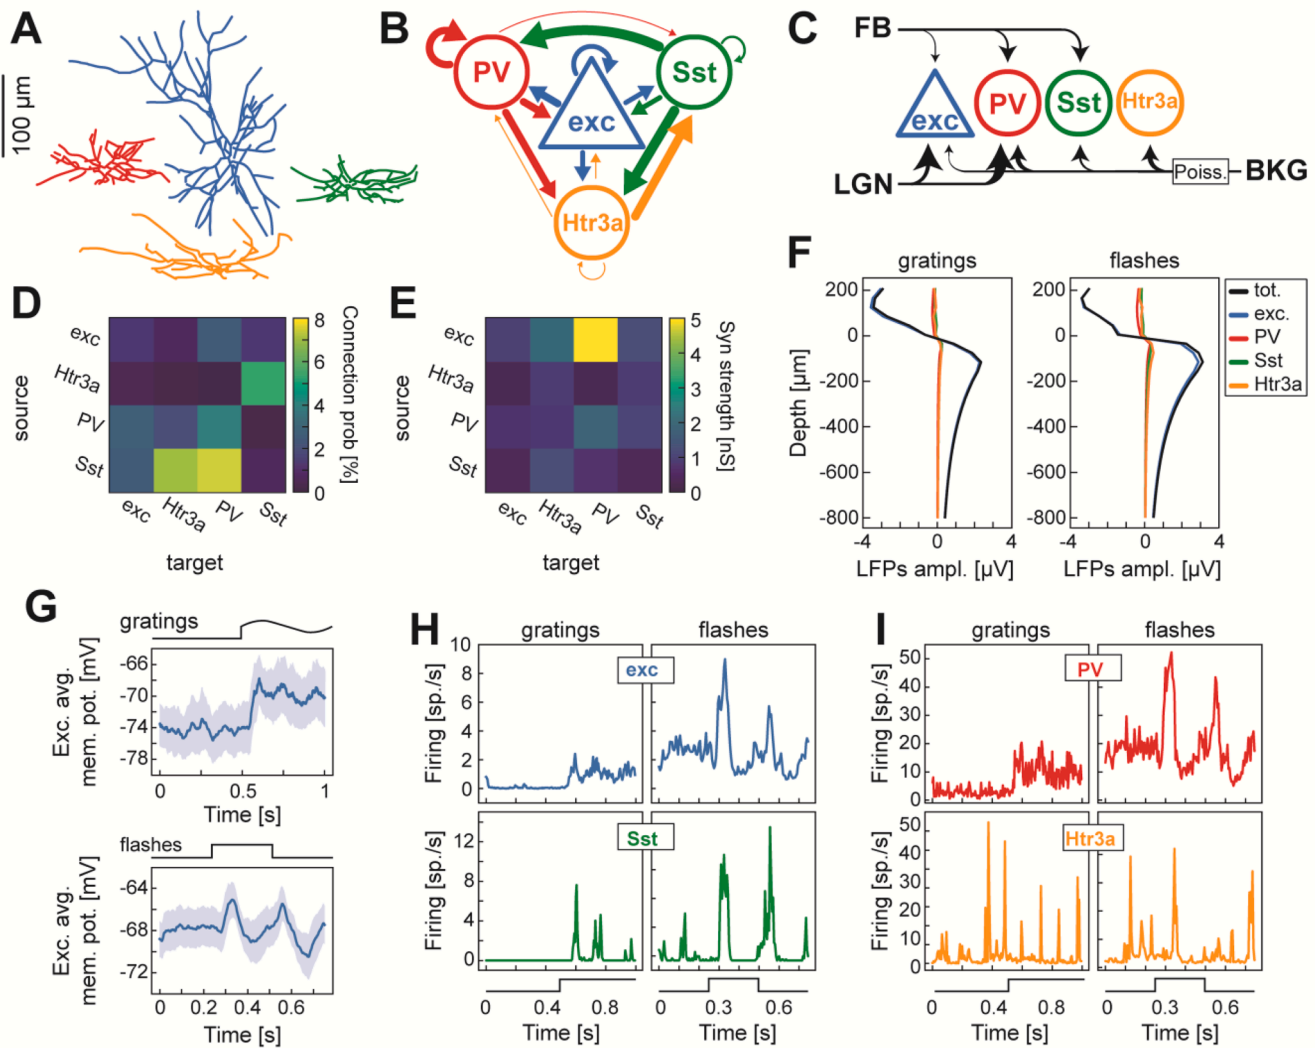 A
100 µm
B
PV
Sst
exc
Htr3a
C
FB
exc
PV
Sst
Htr3a
LGN
Poiss.
BKG
D
exc
Htr3a
PV
Sst
source
exc
Htr3a
PV
Sst
target
8
6
4
2
0
Connection prob [%]
E
exc
Htr3a
PV
Sst
source
exc
Htr3a
PV
Sst
target
5
4
3
2
1
0
Syn strength [nS]
F
gratings
flashes
200
0
-200
-400
-600
-800
Depth [µm]
-4
0
4
LFPs ampl. [µV]
200
0
-200
-400
-600
-800
-4
0
4
LFPs ampl. [µV]
tot.
exc.
PV
Sst
Htr3a
G
gratings
Exc. avg.
mem. pot. [mV]
-66
-70
-74
-78
0
0.5
1
Time [s]
flashes
Exc. avg.
mem. pot. [mV]
-64
-68
-72
0
0.2
0.4
0.6
Time [s]
H
gratings
flashes
exc
Firing [sp./s]
10
8
6
4
2
0
Sst
Firing [sp./s]
12
8
4
0
0
0.4
0.8
0
0.3
0.6
Time [s]
I
gratings
flashes
PV
Firing [sp./s]
50
40
30
20
10
0
Htr3a
Firing [sp./s]
50
40
30
20
10
0
0
0.4
0.8
0
0.3
0.6
Time [s]